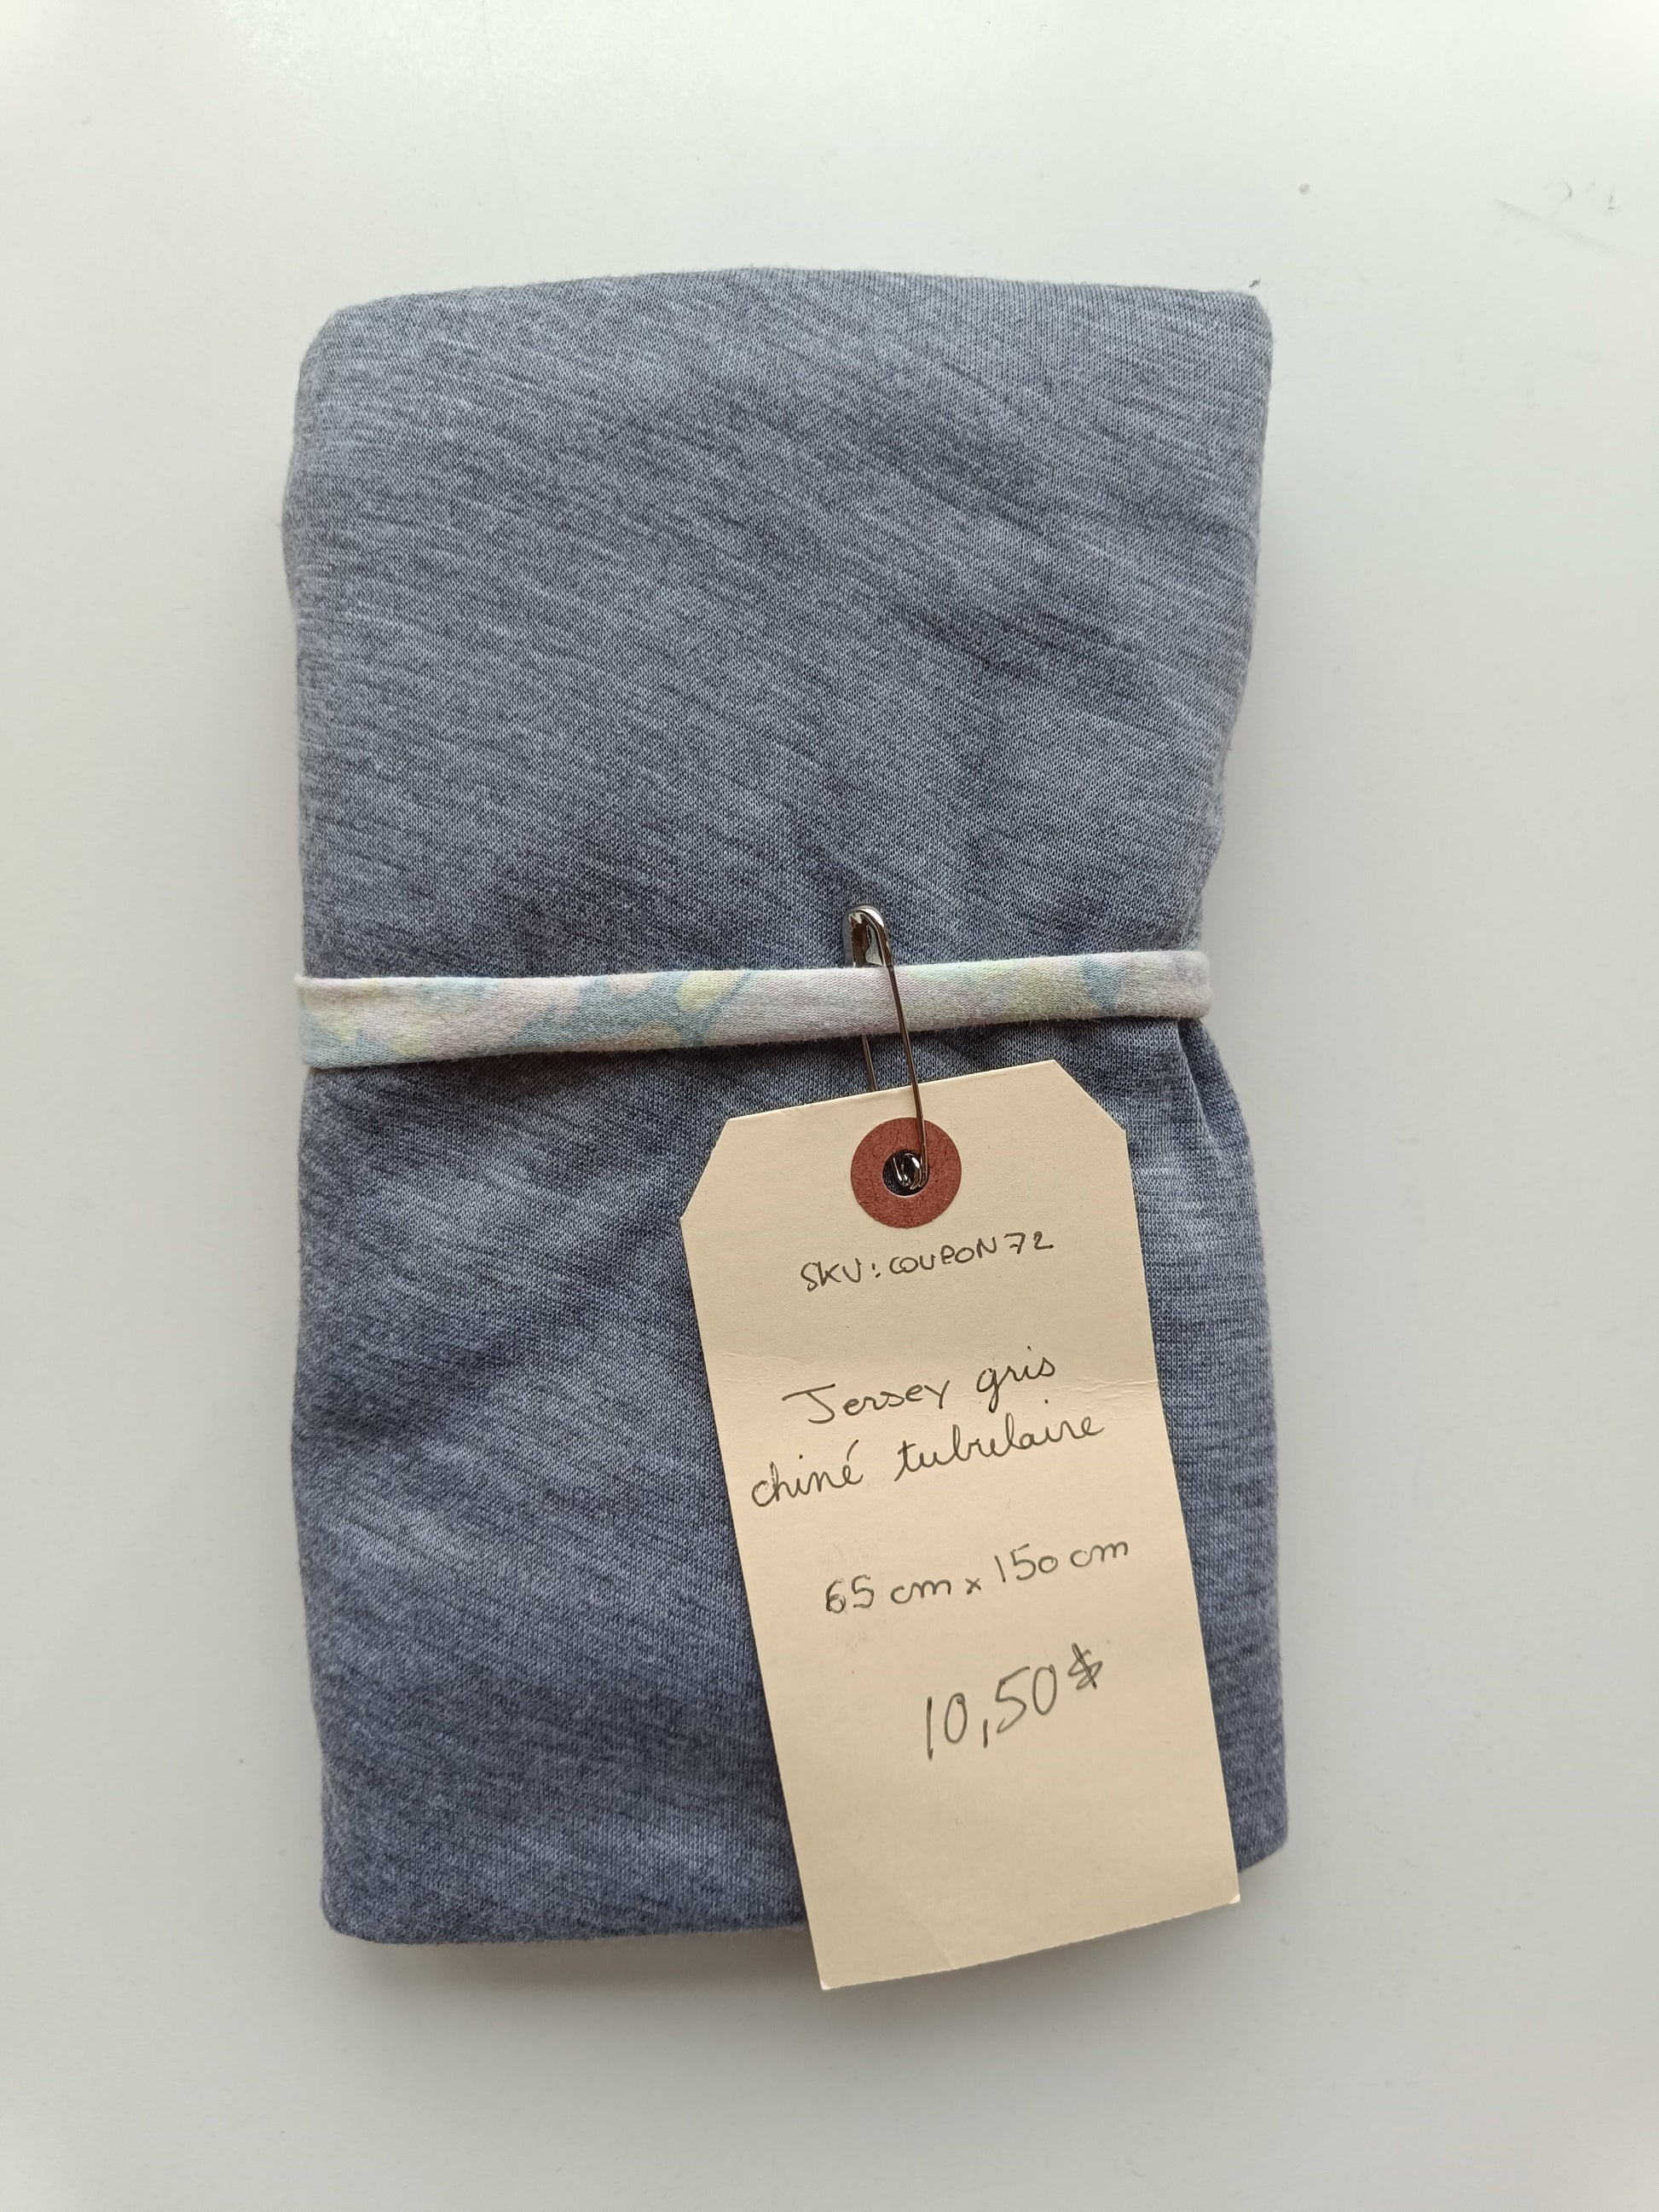 SKU: COUPON72
Jersey gris
chiné tubulaire
65 cm x 150 cm
10,50$